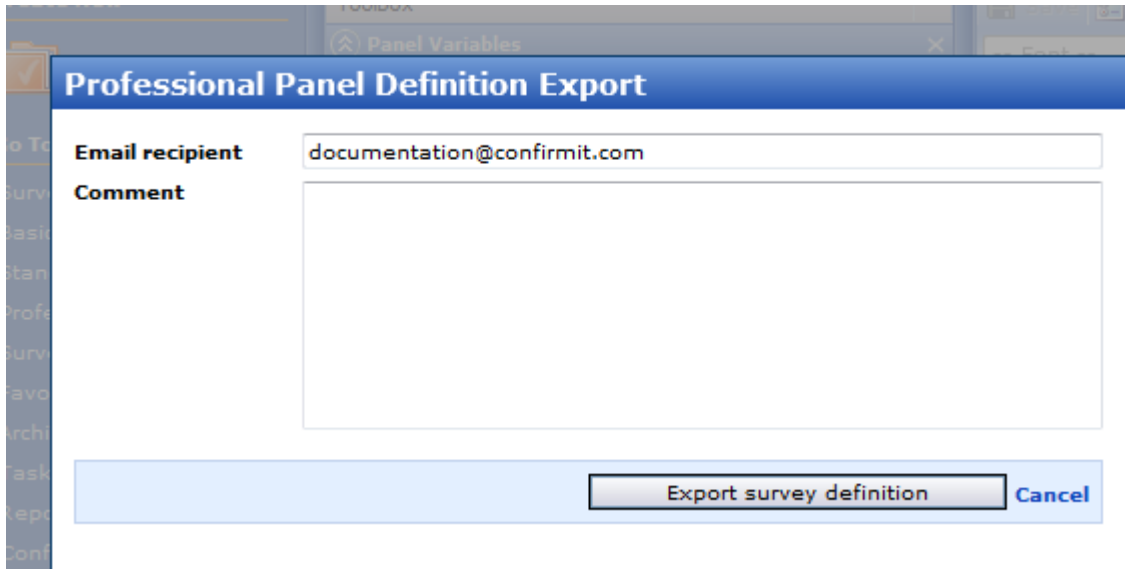 Toolbox
Panel Variables
Professional Panel Definition Export
Email recipient
documentation@confirmit.com
Comment
Export survey definition
Cancel